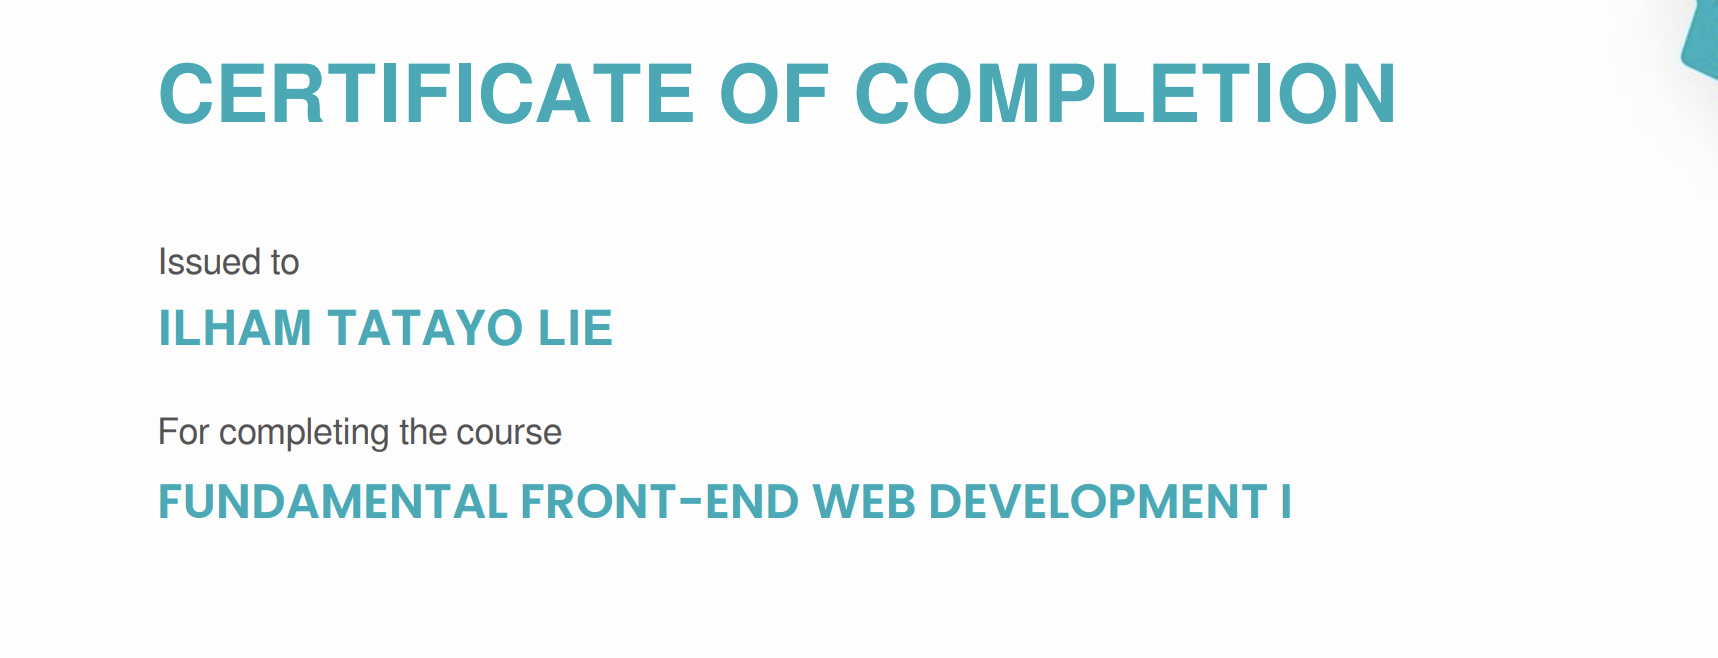 CERTIFICATE OF COMPLETION
Issued to
ILHAM TATAYO LIE
For completing the course
FUNDAMENTAL FRONT-END WEB DEVELOPMENT I